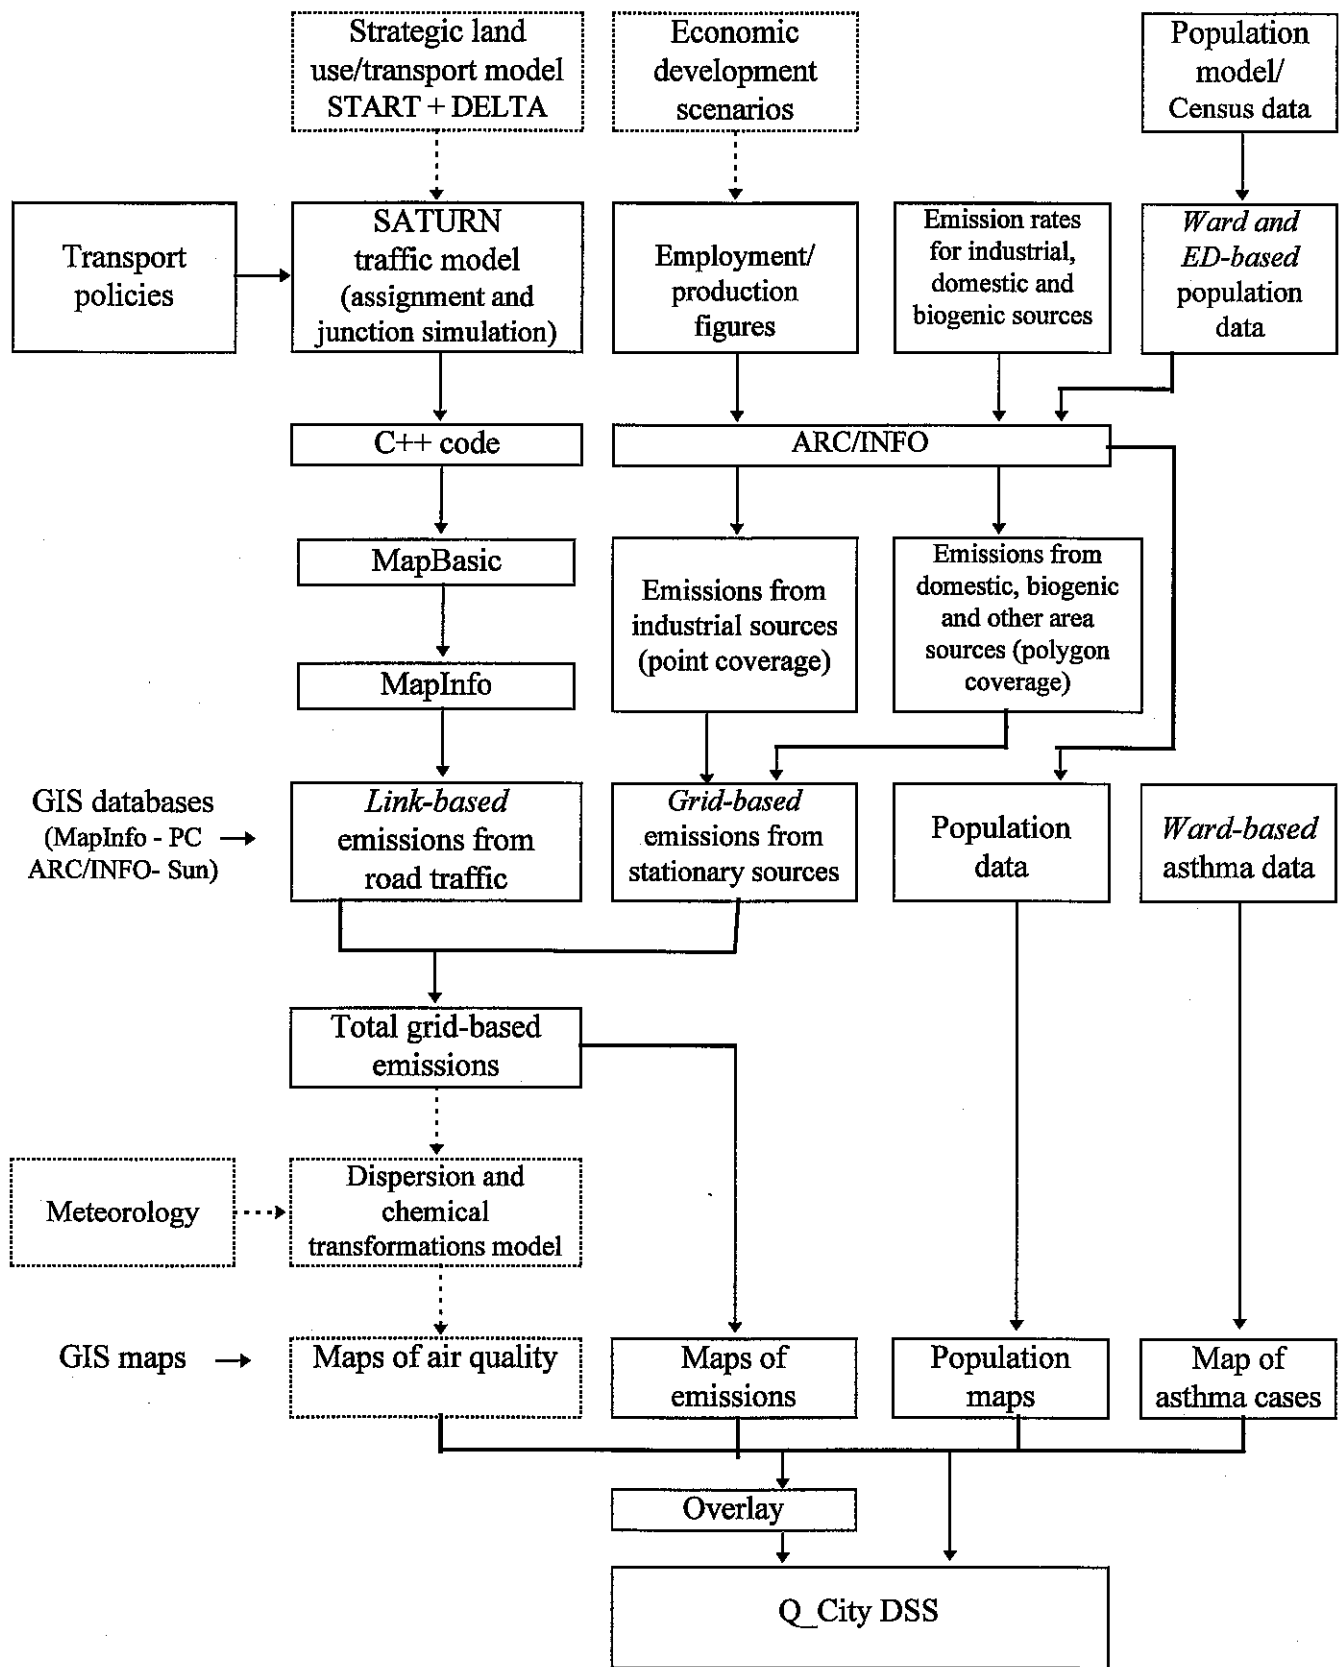 Strategic land
use/transport model
START + DELTA
Economic
development
scenarios
Population
model/
Census data
Transport
policies
SATURN
traffic model
(assignment and
junction simulation)
Employment/
production
figures
Emission rates
for industrial,
domestic and
biogenic sources
Ward and
ED-based
population
data
C++ code
ARC/INFO
MapBasic
MapInfo
Emissions from
industrial sources
(point coverage)
Emissions from
domestic, biogenic
and other area
sources (polygon
coverage)
GIS databases
(MapInfo - PC
ARC/INFO- Sun)
Link-based
emissions from
road traffic
Grid-based
emissions from
stationary sources
Population
data
Ward-based
asthma data
Total grid-based
emissions
Meteorology
Dispersion and
chemical
transformations model
GIS maps
Maps of air quality
Maps of
emissions
Population
maps
Map of
asthma cases
Overlay
Q_City DSS